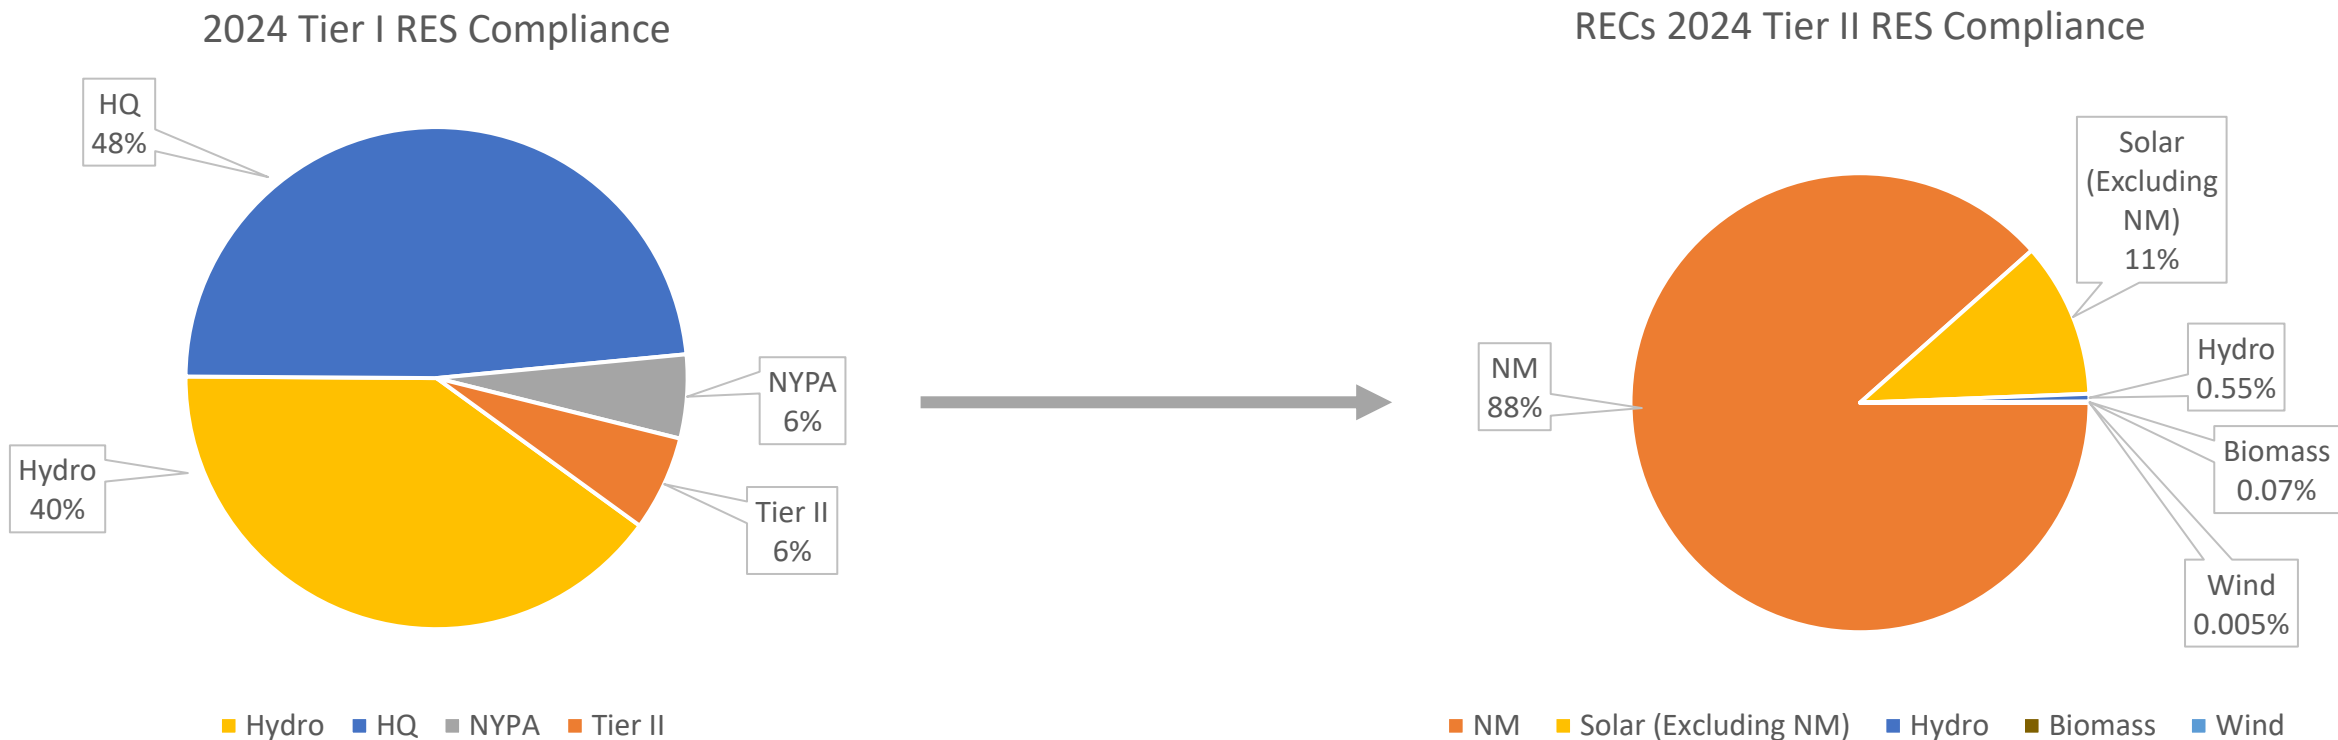 2024 Tier I RES Compliance
HQ
48%
NYPA
6%
Hydro
40%
Tier II
6%
Hydro HQ NYPA Tier II
RECs 2024 Tier II RES Compliance
Solar
(Excluding
NM)
11%
NM
88%
Hydro
0.55%
Biomass
0.07%
Wind
0.005%
NM Solar (Excluding NM) Hydro Biomass Wind